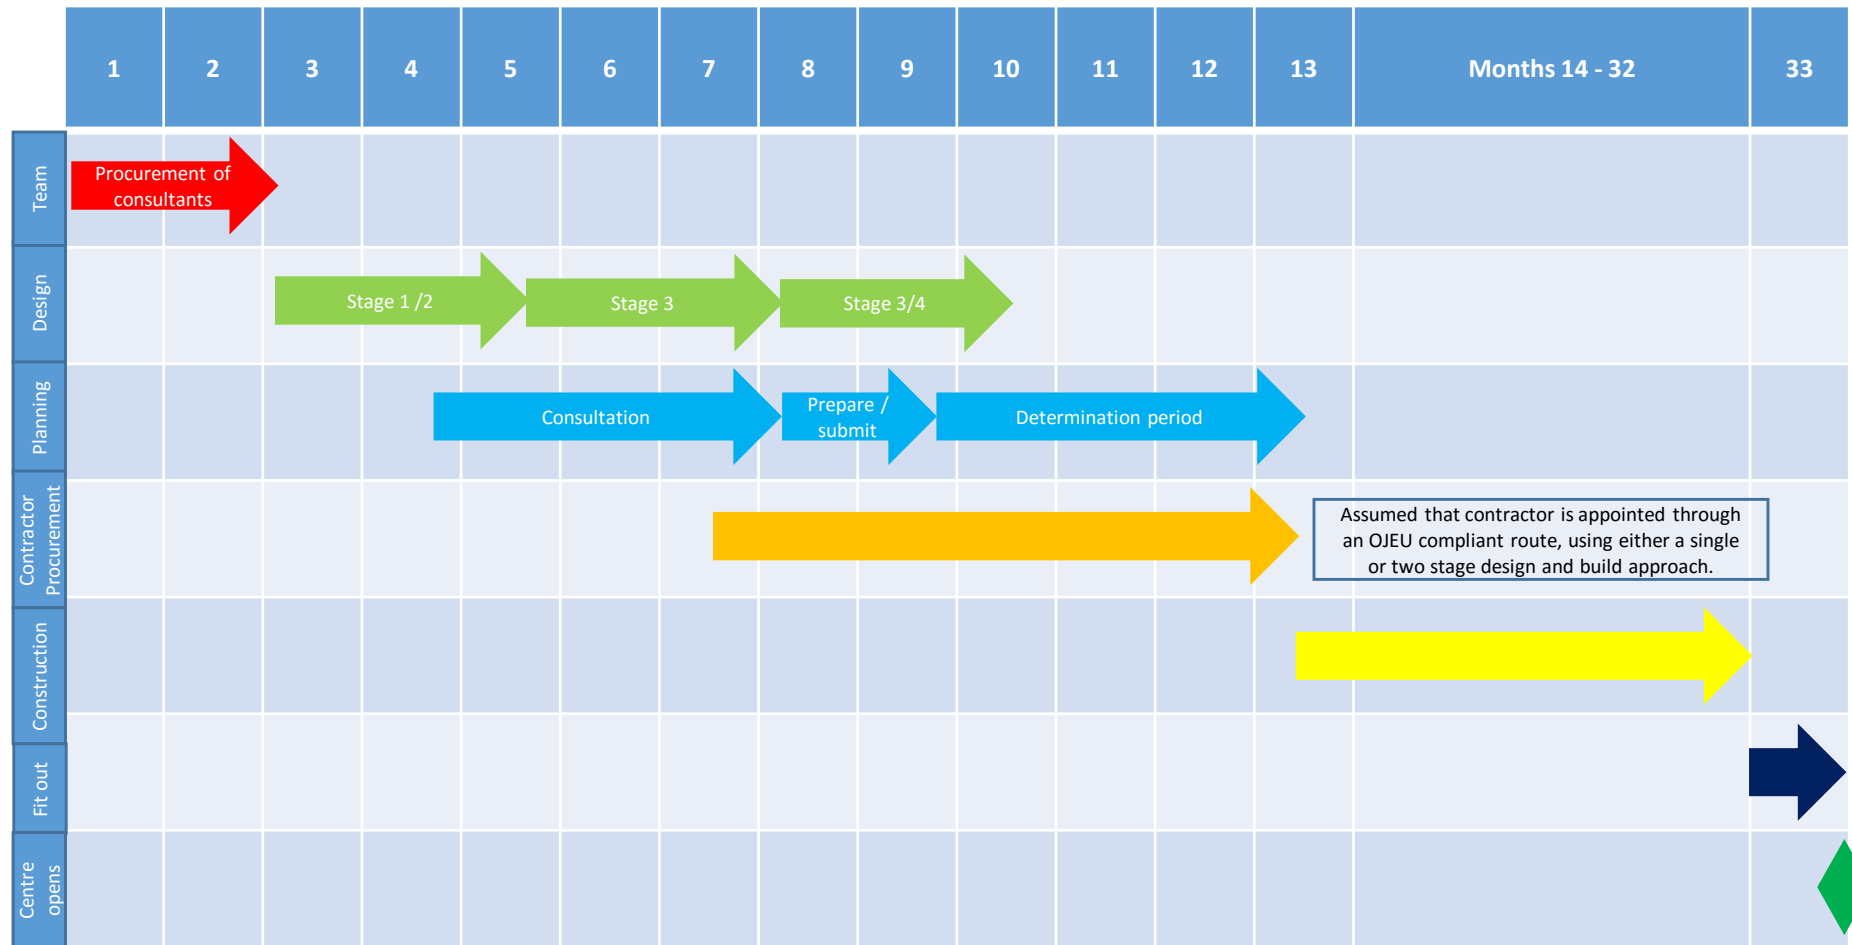 1 2 3 4 5 6 7 8 9 10 11 12 13 Months 14 - 32 33
Team
Procurement of
consultants
Design
Stage 1 /2
Stage 3
Stage 3/4
Planning
Consultation
Prepare /
submit
Determination period
Contractor
Procurement
Assumed that contractor is appointed through
an OJEU compliant route, using either a single
or two stage design and build approach.
Construction
Fit out
Centre
opens